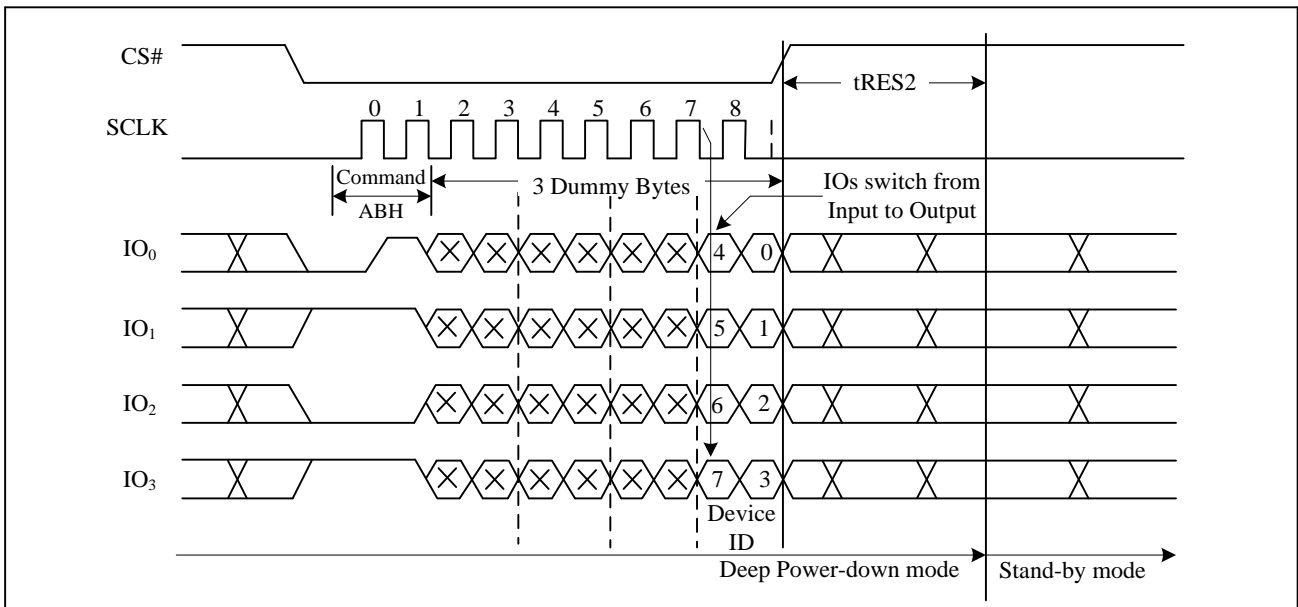 CS#
tRES2
0 1 2 3 4 5 6 7 8
SCLK
Command
ABH
3 Dummy Bytes
IOs switch from
Input to Output
IO0
4 0
IO1
5 1
IO2
6 2
IO3
7 3
Device
ID
Deep Power-down mode
Stand-by mode